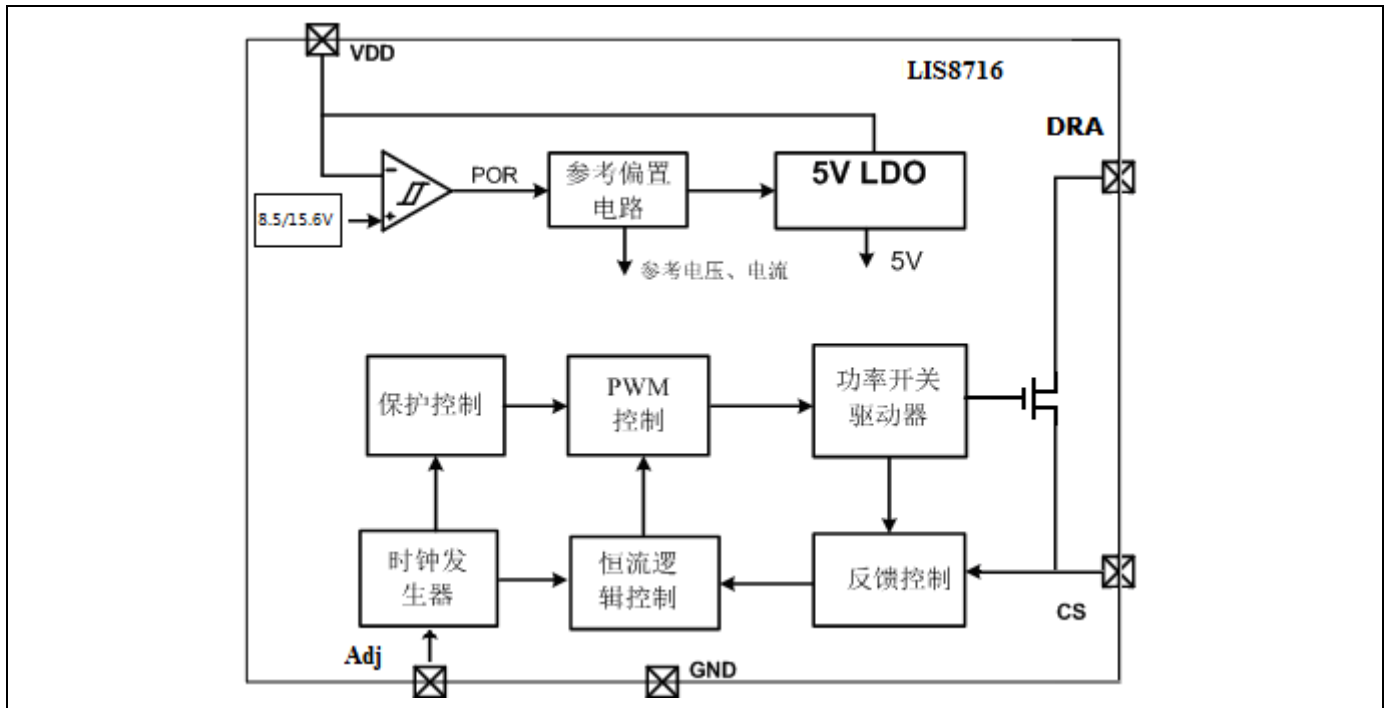 VDD
LIS8716
DRA
POR
参考偏置
电路
5V LDO
8.5/15.6V
−
+
参考电压、电流
5V
保护控制
PWM
控制
功率开关
驱动器
时钟发
生器
恒流逻
辑控制
反馈控制
CS
Adj
GND